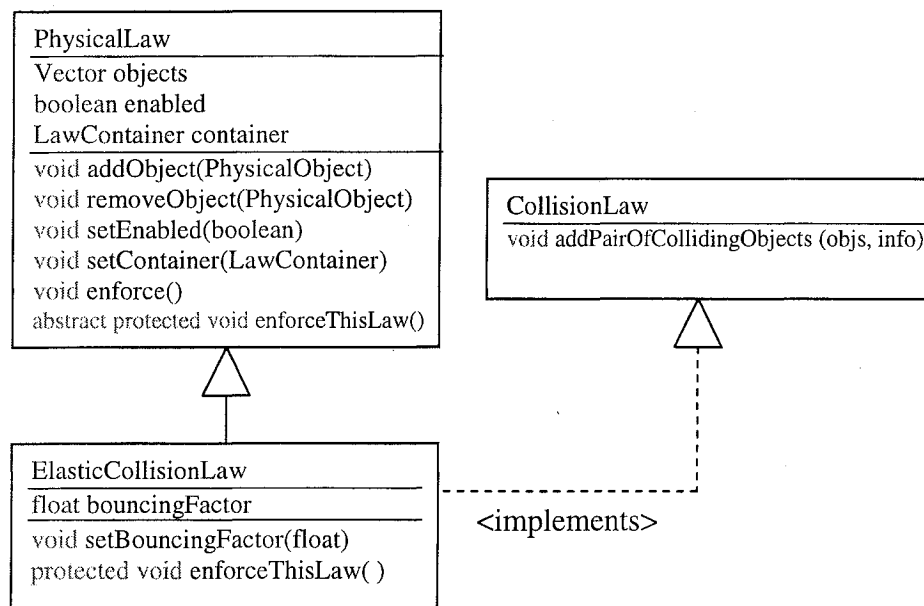 PhysicalLaw
Vector objects
boolean enabled
LawContainer container
void addObject(PhysicalObject)
void removeObject(PhysicalObject)
void setEnabled(boolean)
void setContainer(LawContainer)
void enforce()
abstract protected void enforceThisLaw()
CollisionLaw
void addPairOfCollidingObjects (objs, info)
ElasticCollisionLaw
float bouncingFactor
void setBouncingFactor(float)
protected void enforceThisLaw( )
<implements>